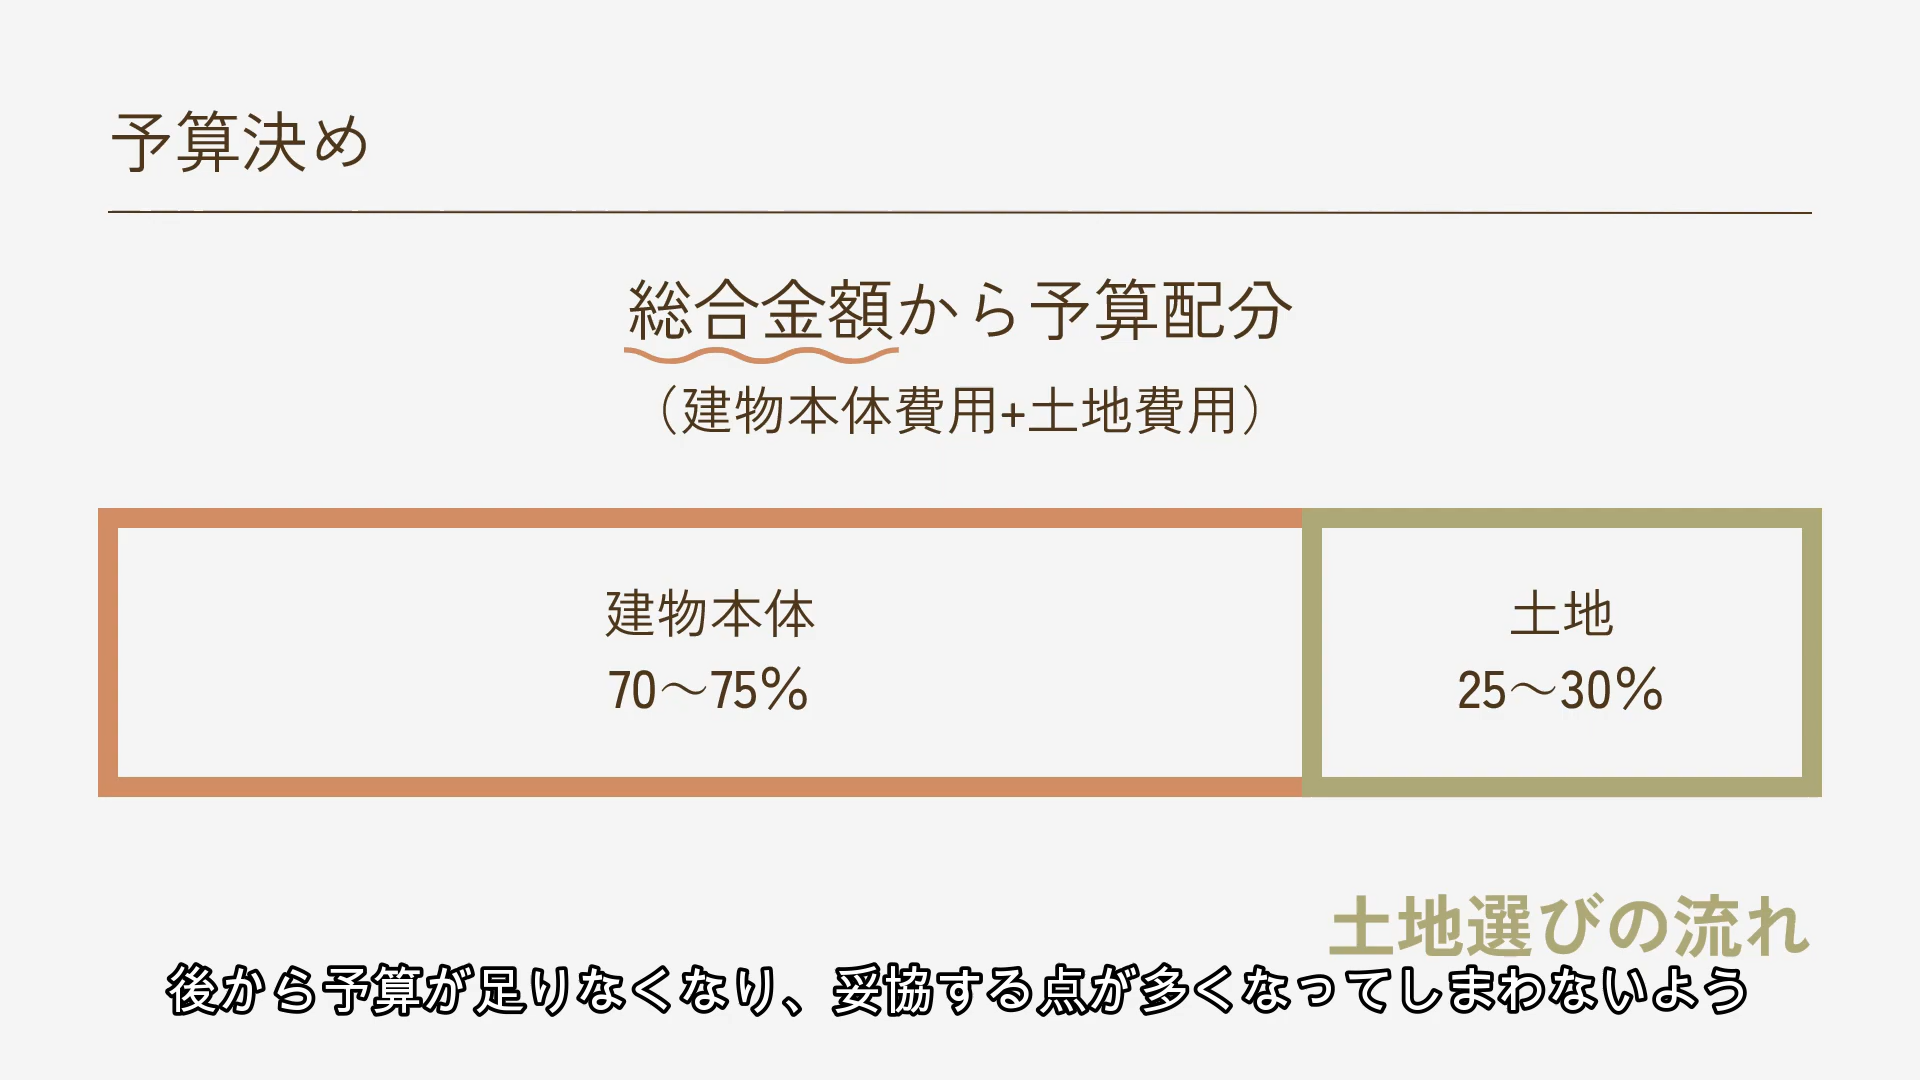 予算決め
総合金額から予算配分
（建物本体費用+土地費用）
建物本体
70〜75%
土地
25〜30%
土地選びの流れ
後から予算が足りなくなり、妥協する点が多くなってしまわないよう